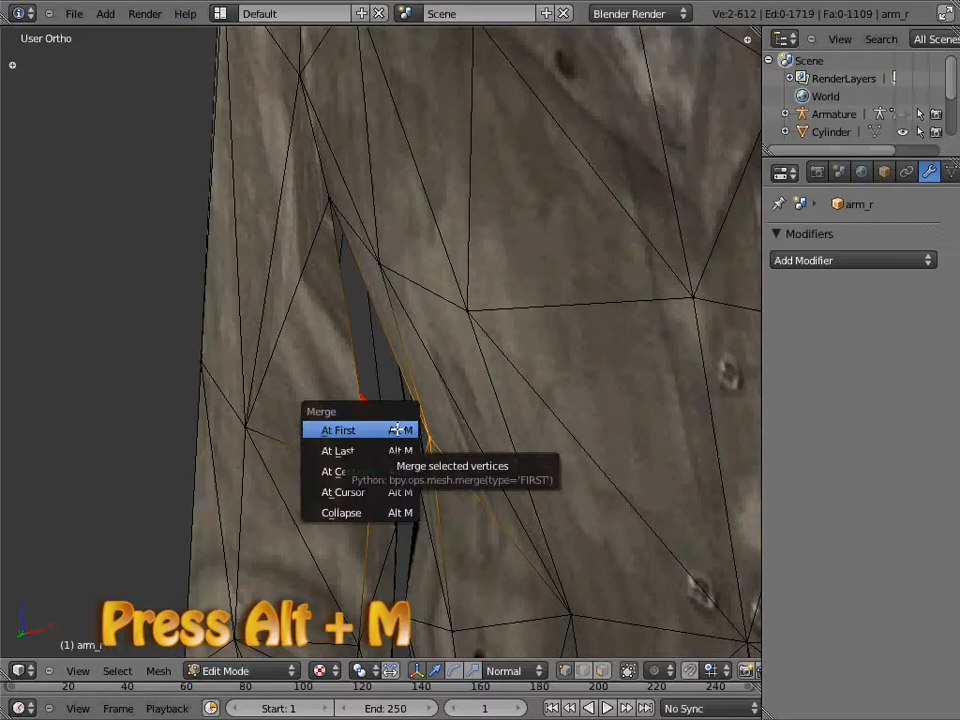 File Add Render Help Default Scene Blender Render Ve:2-612 | Ed:0-1719 | Fa:0-1109 | arm_r
User Ortho
View Search All Scenes
Scene
RenderLayers
World
Armature
Cylinder
arm_r
Modifiers
Add Modifier
Merge
At First Alt M
At Last Alt M
Merge selected vertices
Python: bpy.ops.mesh.merge(type='FIRST')
At Cursor Alt M
Collapse Alt M
Press Alt + M
(1) arm_r
View Select Mesh Edit Mode Normal
20 40 60 80 100 120 140 160 180 200 220 240
View Frame Playback Start: 1 End: 250 1 No Sync